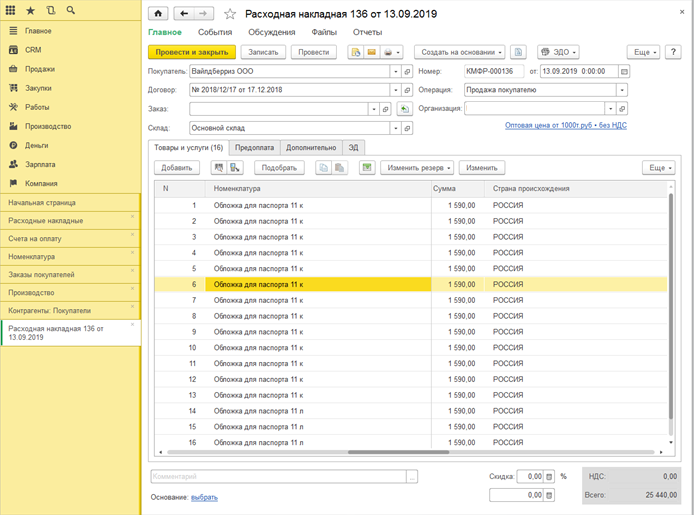 Расходная накладная 136 от 13.09.2019
Главное События Обсуждения Файлы Отчеты
Провести и закрыть Записать Провести Создать на основании ЭДО Еще ?
Покупатель: Вайлдберриз ООО Номер: КМФР-000136 от: 13.09.2019 0:00:00
Договор: № 2018/12/17 от 17.12.2018 Операция: Продажа покупателю
Заказ: Организация:
Склад: Основной склад Оптовая цена от 1000т.руб • без НДС
Товары и услуги (16) Предоплата Дополнительно ЭД
Добавить Подобрать Изменить резерв Изменить Еще
N Номенклатура Сумма Страна происхождения
1 Обложка для паспорта 11 к 1 590,00 РОССИЯ
2 Обложка для паспорта 11 к 1 590,00 РОССИЯ
3 Обложка для паспорта 11 к 1 590,00 РОССИЯ
4 Обложка для паспорта 11 к 1 590,00 РОССИЯ
5 Обложка для паспорта 11 к 1 590,00 РОССИЯ
6 Обложка для паспорта 11 к 1 590,00 РОССИЯ
7 Обложка для паспорта 11 к 1 590,00 РОССИЯ
8 Обложка для паспорта 11 к 1 590,00 РОССИЯ
9 Обложка для паспорта 11 к 1 590,00 РОССИЯ
10 Обложка для паспорта 11 к 1 590,00 РОССИЯ
11 Обложка для паспорта 11 к 1 590,00 РОССИЯ
12 Обложка для паспорта 11 к 1 590,00 РОССИЯ
13 Обложка для паспорта 11 к 1 590,00 РОССИЯ
14 Обложка для паспорта 11 л 1 590,00 РОССИЯ
15 Обложка для паспорта 11 л 1 590,00 РОССИЯ
16 Обложка для паспорта 11 л 1 590,00 РОССИЯ
Комментарий Скидка: 0,00 % НДС: 0,00
Основание: выбрать 0,00 Всего: 25 440,00
Главное
CRM
Продажи
Закупки
Работы
Производство
Деньги
Зарплата
Компания
Начальная страница
Расходные накладные
Счета на оплату
Номенклатура
Заказы покупателей
Производство
Контрагенты: Покупатели
Расходная накладная 136 от
13.09.2019